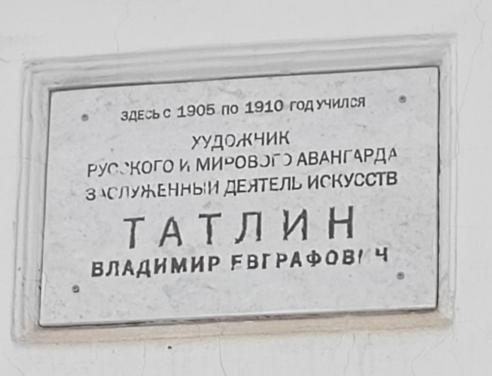 ЗДЕСЬ С 1905 ПО 1910 ГОД УЧИЛСЯ
ХУДОЖНИК
РУССКОГО И МИРОВОГО АВАНГАРДА
ЗАСЛУЖЕННЫЙ ДЕЯТЕЛЬ ИСКУССТВ
ТАТЛИН
ВЛАДИМИР ЕВГРАФОВИЧ